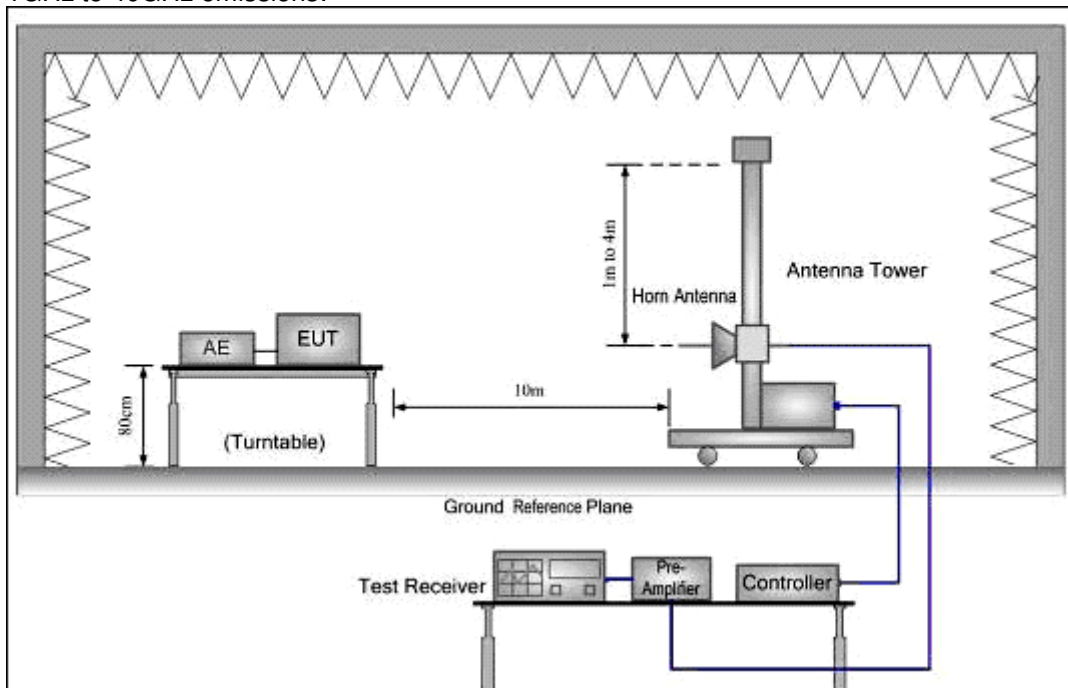 1m to 4m
Antenna Tower
Horn Antenna
AE
EUT
10m
80cm
(Turntable)
Ground Reference Plane
Test Receiver
Pre-
Amplifier
Controller